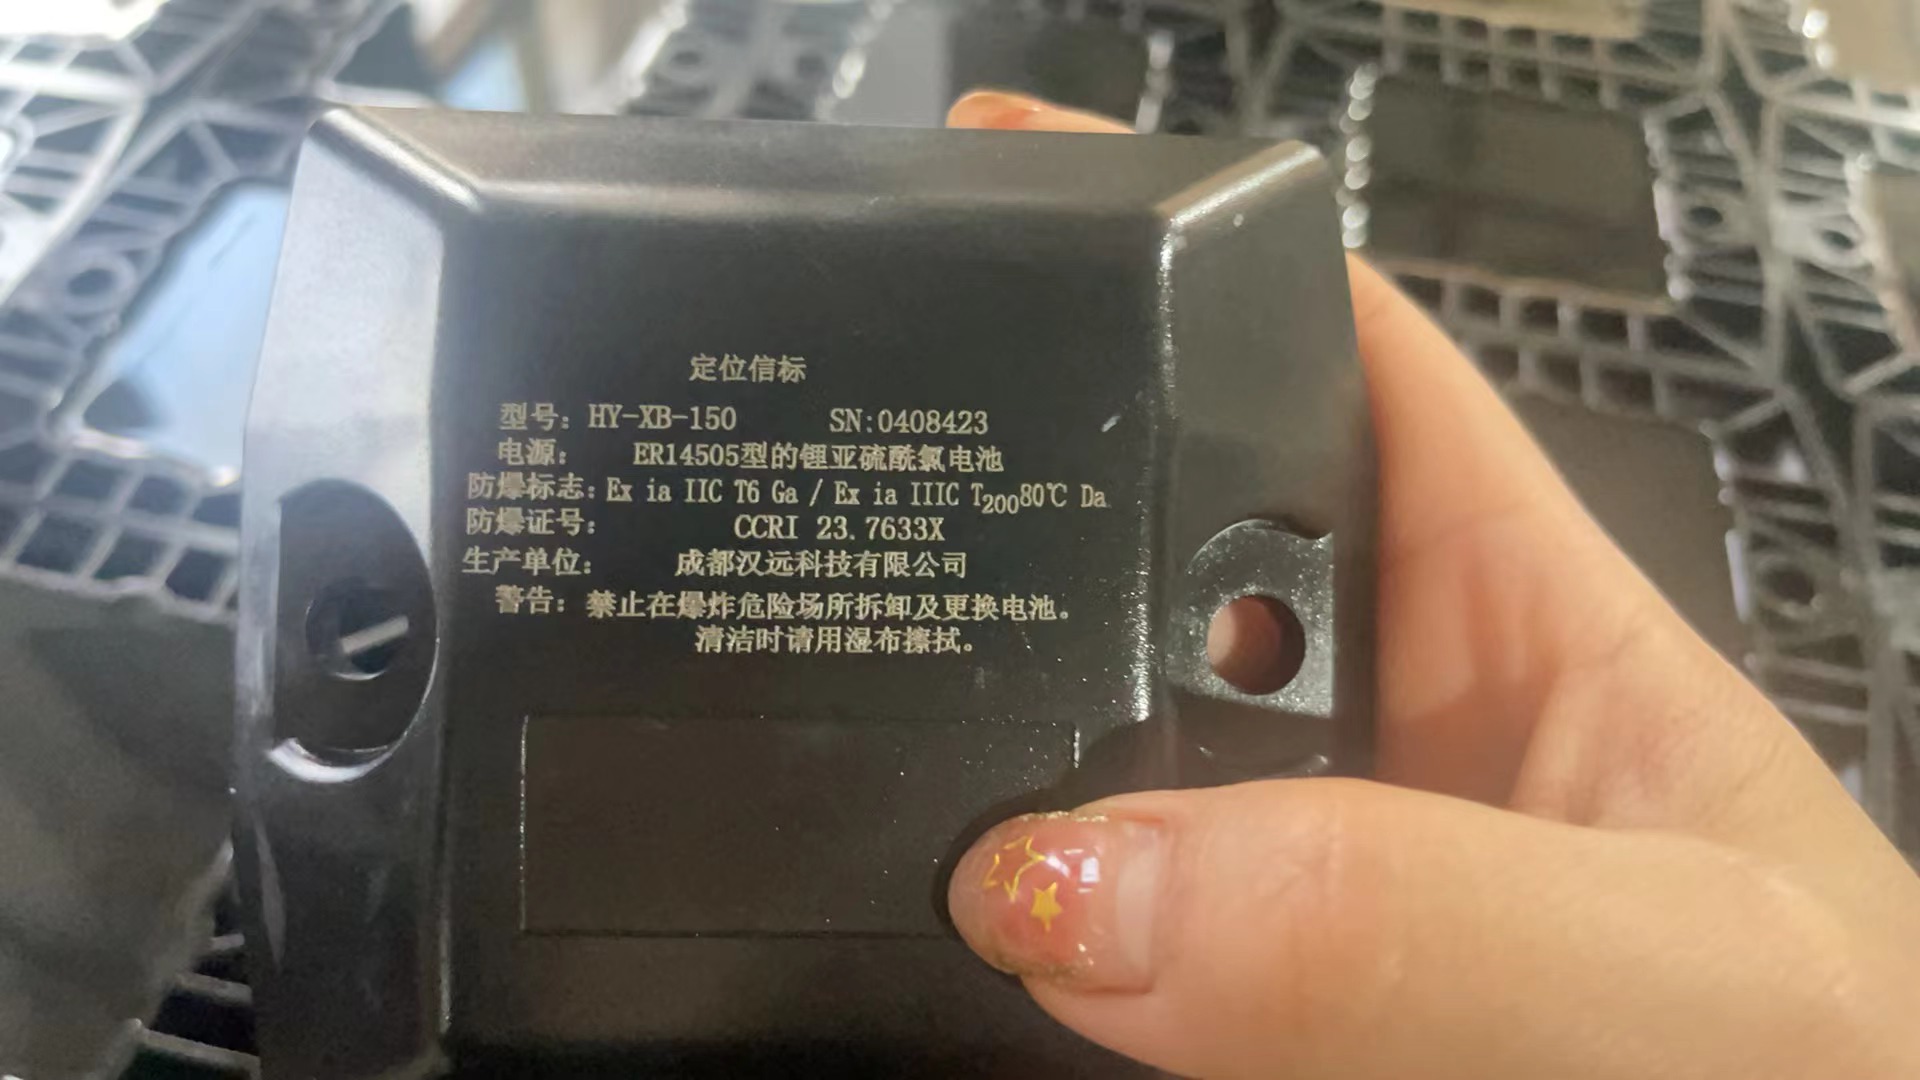 定位信标
型号：HY-XB-150 SN:0408423
电源： ER14505型的锂亚硫酰氯电池
防爆标志：Ex ia IIC T6 Ga / Ex ia IIIC T20080℃ Da
防爆证号： CCRI 23.7633X
生产单位： 成都汉远科技有限公司
警告：禁止在爆炸危险场所拆卸及更换电池。
清洁时请用湿布擦拭。